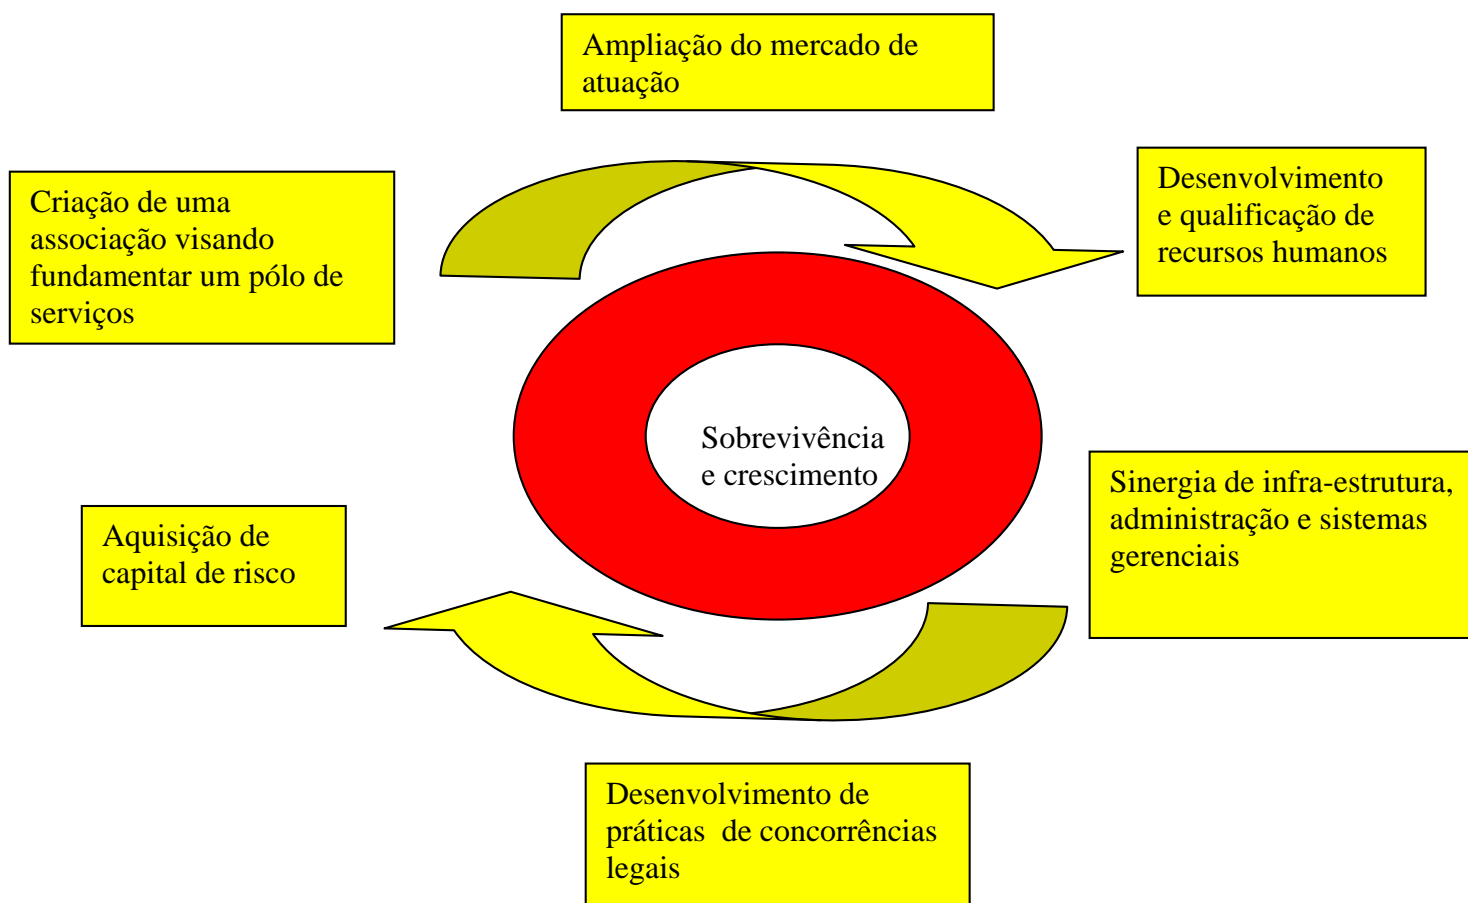 Ampliação do mercado de
atuação
Criação de uma
associação visando
fundamentar um pólo de
serviços
Desenvolvimento
e qualificação de
recursos humanos
Sobrevivência
e crescimento
Sinergia de infra-estrutura,
administração e sistemas
gerenciais
Aquisição de
capital de risco
Desenvolvimento de
práticas  de concorrências
legais